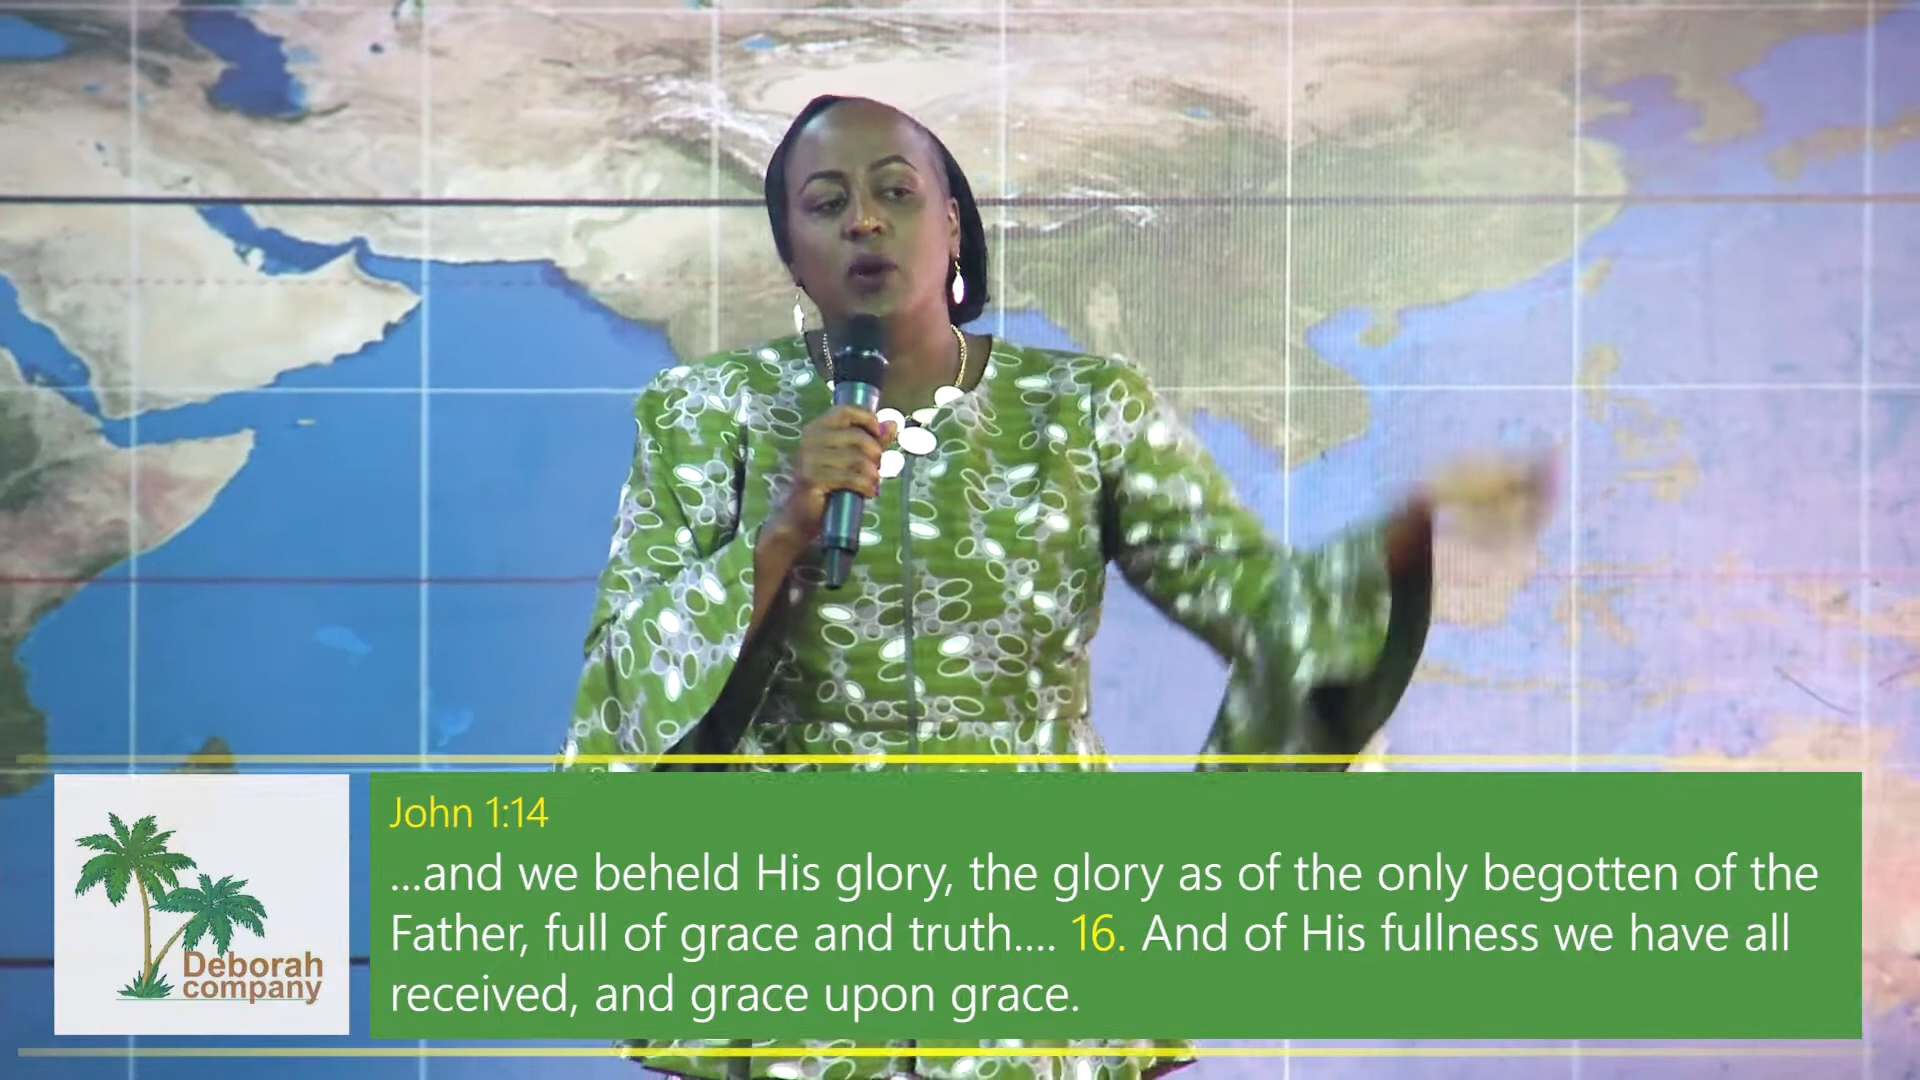 John 1:14
...and we beheld His glory, the glory as of the only begotten of the
Father, full of grace and truth.... 16. And of His fullness we have all
received, and grace upon grace.
Deborah
company